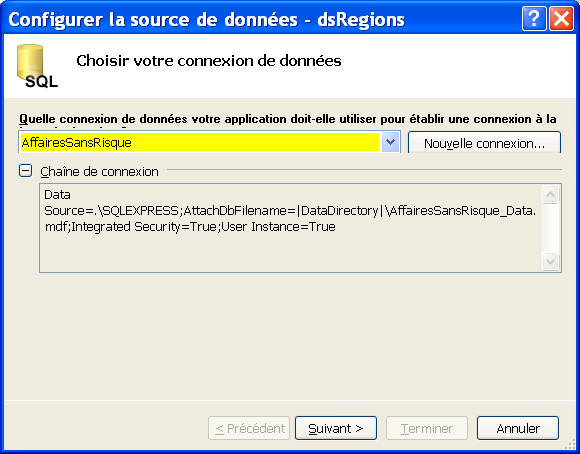 Configurer la source de données - dsRegions
SQL
Choisir votre connexion de données
Quelle connexion de données votre application doit-elle utiliser pour établir une connexion à la
AffairesSansRisque
Nouvelle connexion...
Chaîne de connexion
Data
Source=.\SQLEXPRESS;AttachDbFilename=|DataDirectory|\AffairesSansRisque_Data.
mdf;Integrated Security=True;User Instance=True
< Précédent
Suivant >
Terminer
Annuler